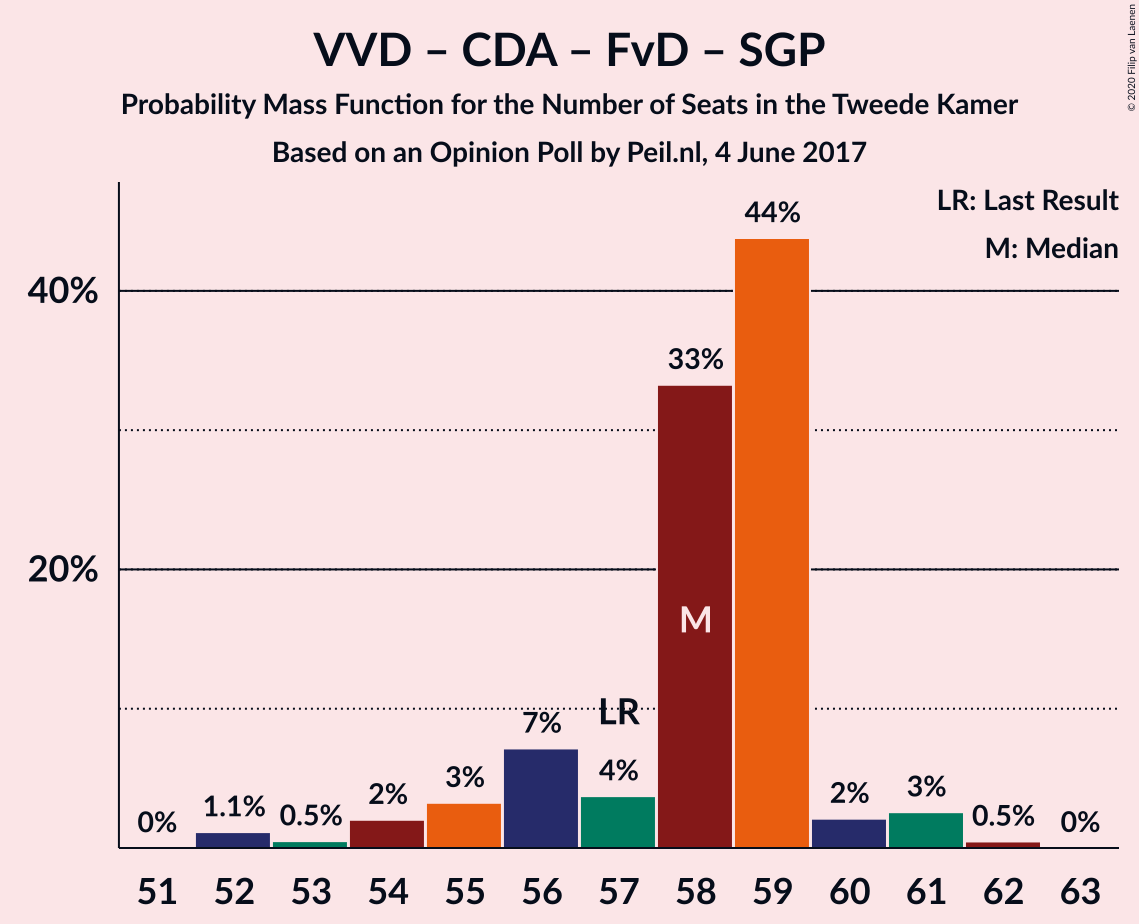 VVD – CDA – FvD – SGP
Probability Mass Function for the Number of Seats in the Tweede Kamer
Based on an Opinion Poll by Peil.nl, 4 June 2017
© 2020 Filip van Laenen
LR: Last Result
M: Median
40%
20%
0%
1.1%
0.5%
2%
3%
7%
LR
4%
33%
M
44%
2%
3%
0.5%
0%
51 52 53 54 55 56 57 58 59 60 61 62 63